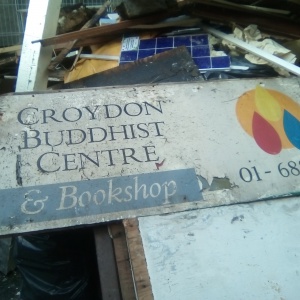 CROYDON
BUDDHIST
CENTRE
& Bookshop
01-68